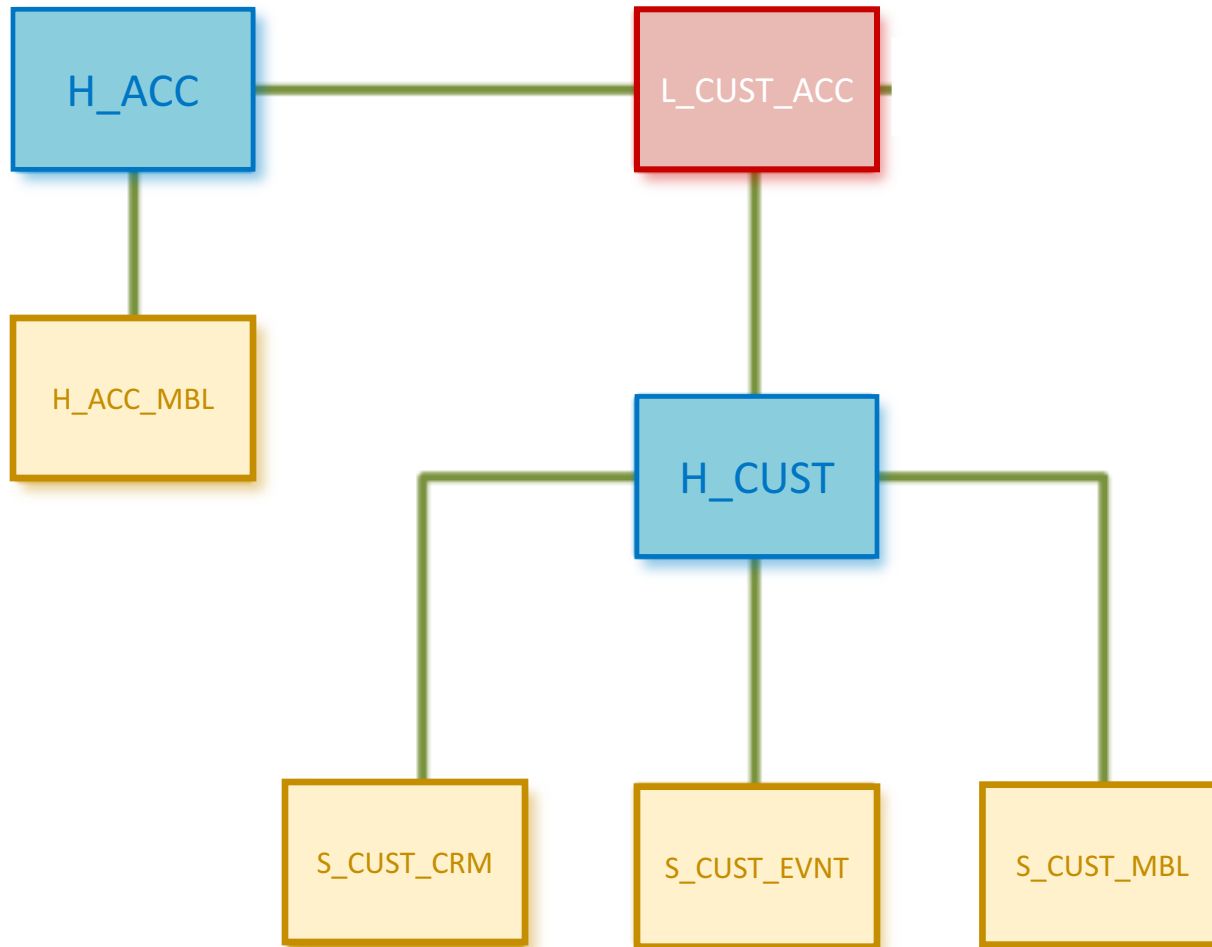 H_ACC
L_CUST_ACC
H_ACC_MBL
H_CUST
S_CUST_CRM
S_CUST_EVNT
S_CUST_MBL